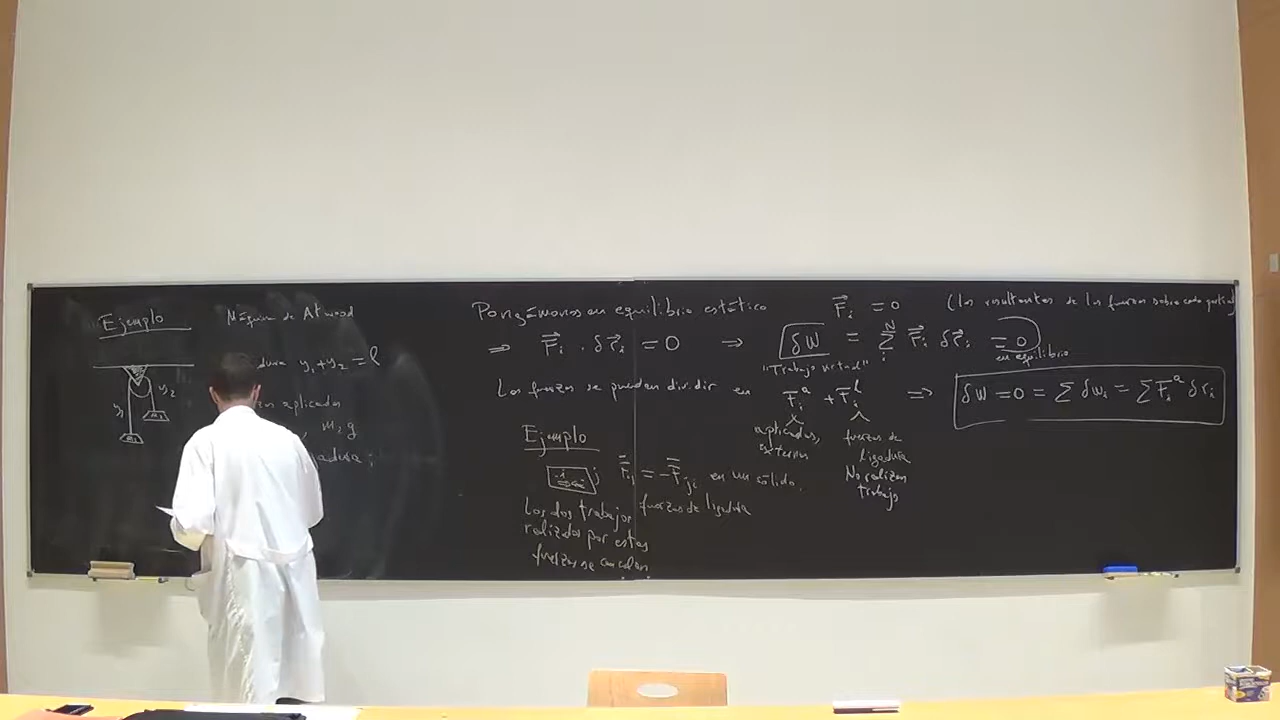 Ejemplo Máquina de Atwood
y₁ + y₂ = l
y₁ y₂
m₁
aplicadas
, m₂g
Pongámonos en equilibrio estático F⃗ᵢ = 0 (las resultantes de las fuerzas sobre cada
⇒ F⃗ᵢ · δr⃗ᵢ = 0 ⇒ δW = Σᵢᴺ F⃗ᵢ δr⃗ᵢ = 0
"Trabajo virtual" en equilibrio
Las fuerzas se pueden dividir en F̄ᵢᵃ + F̄ᵢˡ ⇒ δW = 0 = Σ δwᵢ = Σ F̄ᵢᵃ δrᵢ
aplicadas, externas
fuerzas de ligadura
No realizan trabajo
Ejemplo
i j F̄ᵢⱼ = -F̄ⱼᵢ en un sólido.
fuerzas de ligadura
Los dos trabajos
realizados por estas
fuerzas se cancelan